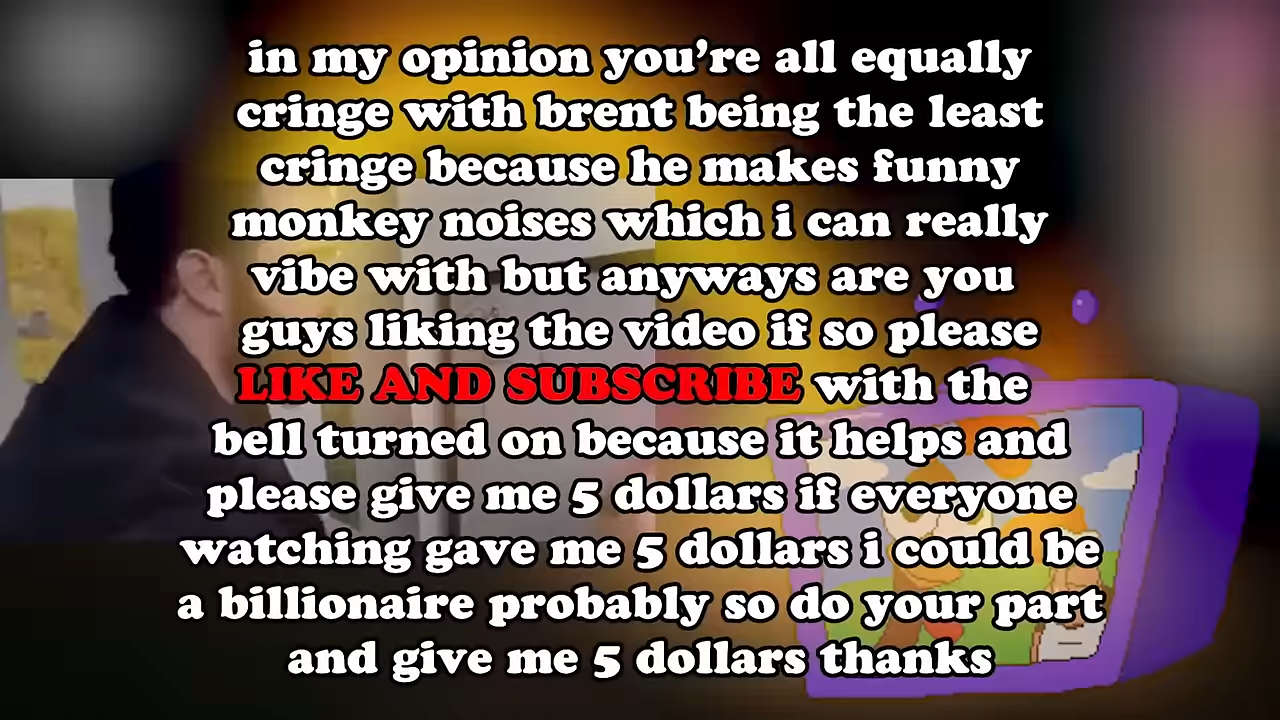 in my opinion you’re all equally
cringe with brent being the least
cringe because he makes funny
monkey noises which i can really
vibe with but anyways are you
guys liking the video if so please
LIKE AND SUBSCRIBE with the
bell turned on because it helps and
please give me 5 dollars if everyone
watching gave me 5 dollars i could be
a billionaire probably so do your part
and give me 5 dollars thanks